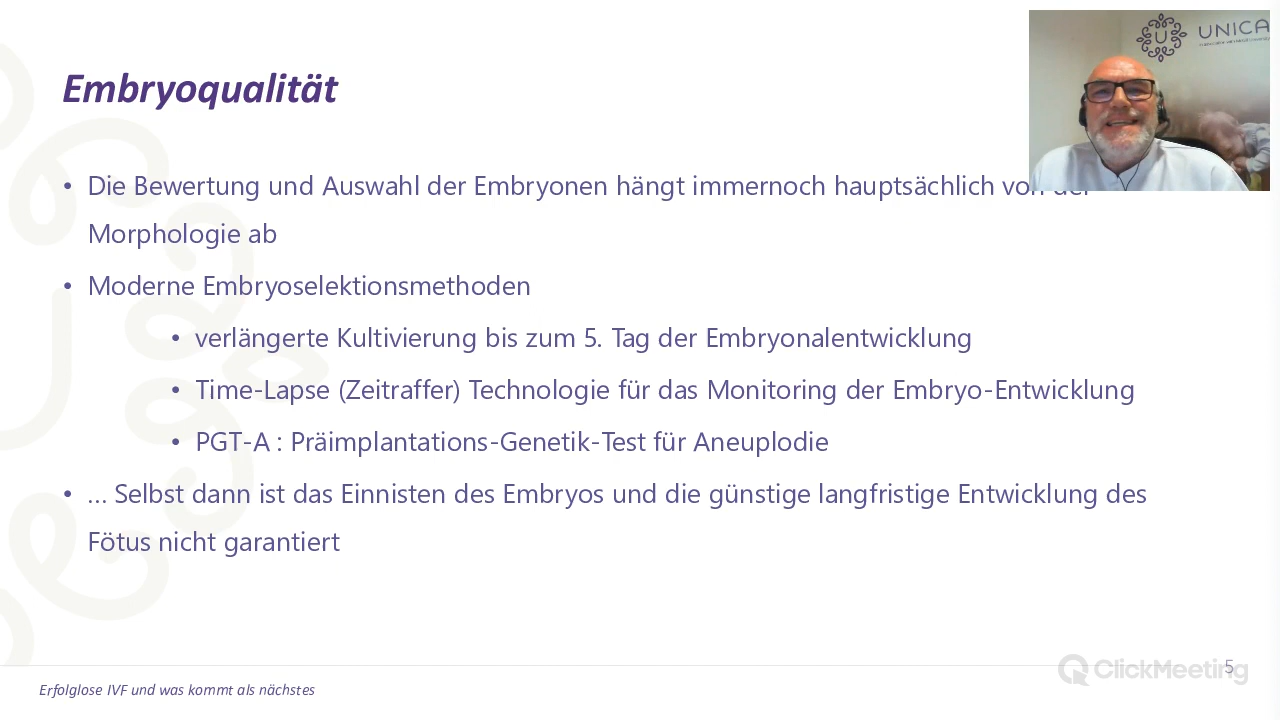 UNICA
Embryoqualität
• Die Bewertung und Auswahl der Embryonen hängt immernoch hauptsächlich von der
Morphologie ab
• Moderne Embryoselektionsmethoden
• verlängerte Kultivierung bis zum 5. Tag der Embryonalentwicklung
• Time-Lapse (Zeitraffer) Technologie für das Monitoring der Embryo-Entwicklung
• PGT-A : Präimplantations-Genetik-Test für Aneuplodie
• ... Selbst dann ist das Einnisten des Embryos und die günstige langfristige Entwicklung des
Fötus nicht garantiert
ClickMeeting
5
Erfolglose IVF und was kommt als nächstes